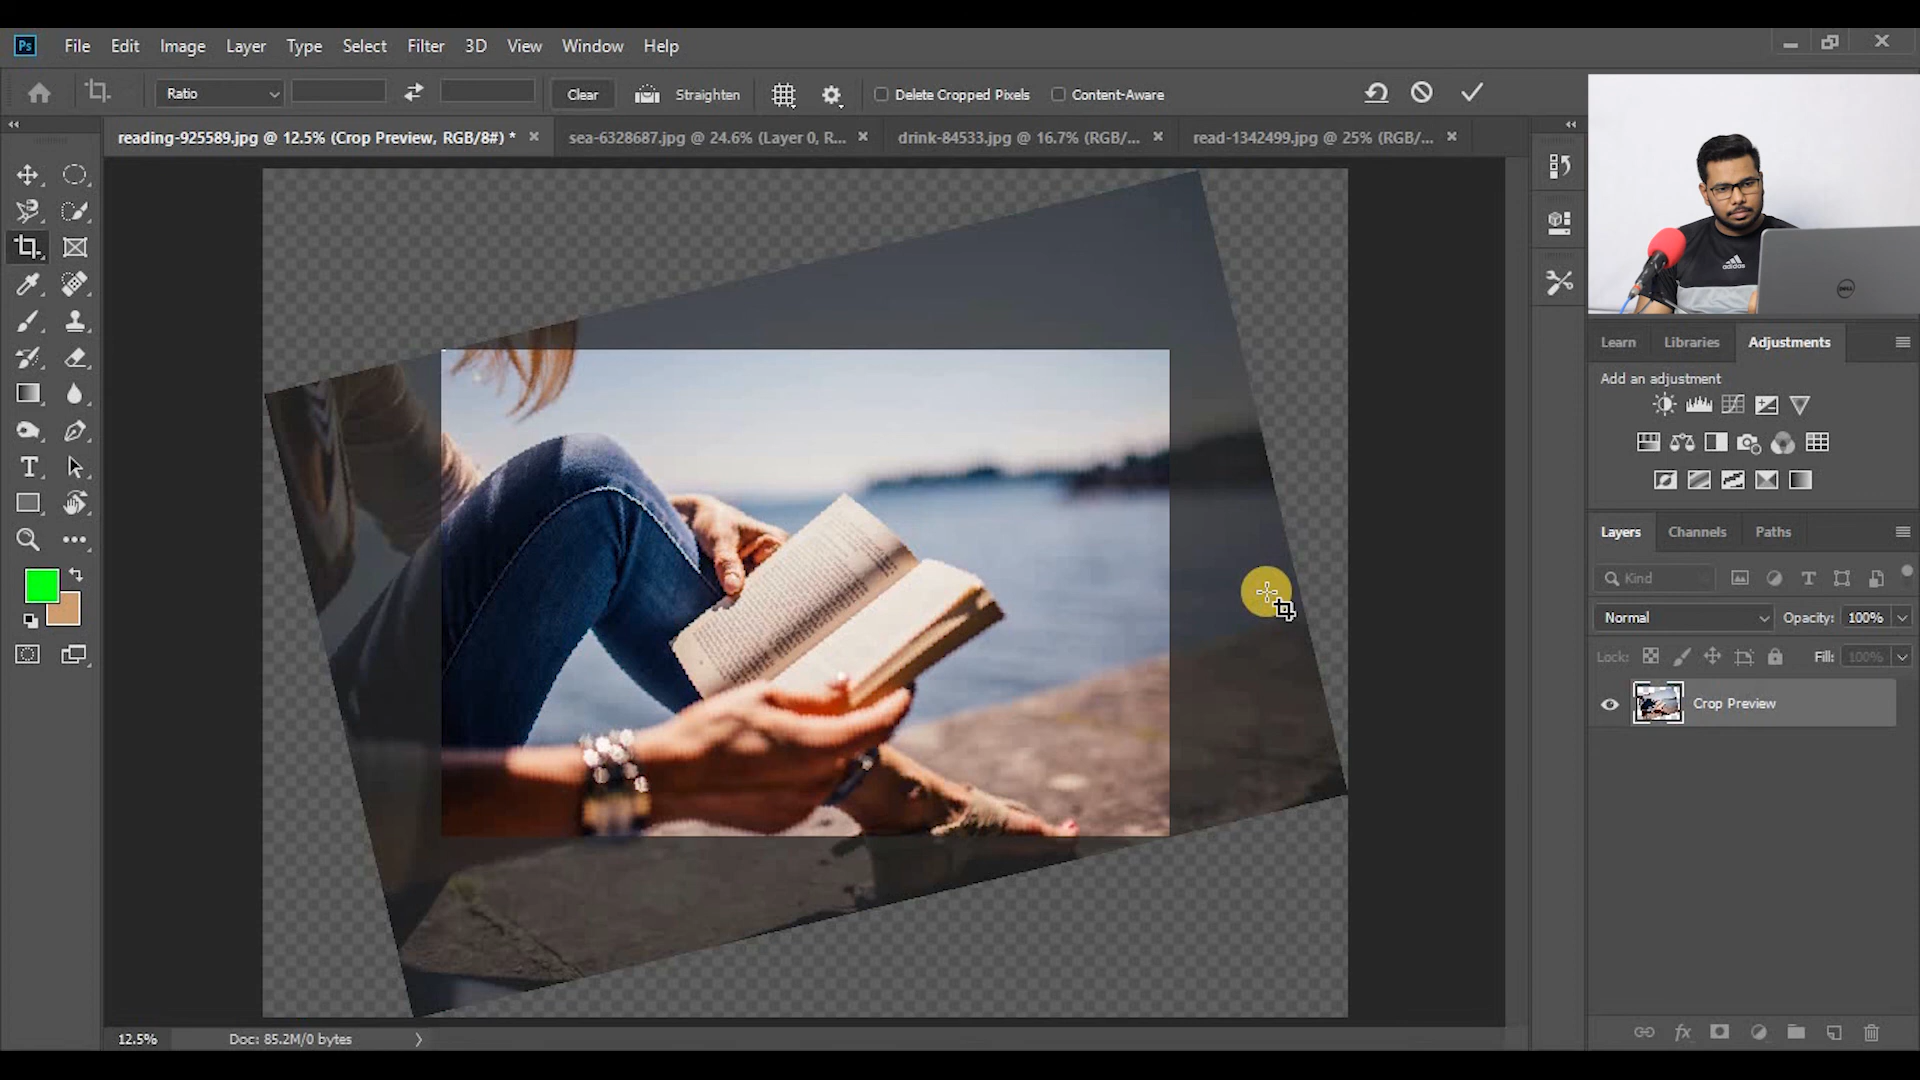 Ps File Edit Image Layer Type Select Filter 3D View Window Help
Ratio Clear Straighten Delete Cropped Pixels Content-Aware
reading-925589.jpg @ 12.5% (Crop Preview, RGB/8#) * sea-6328687.jpg @ 24.6% (Layer 0, R... drink-84533.jpg @ 16.7% (RGB/... read-1342499.jpg @ 25% (RGB/...
adidas
DELL
Learn Libraries Adjustments
Add an adjustment
Layers Channels Paths
Kind
Normal Opacity: 100%
Lock: Fill: 100%
Crop Preview
12.5% Doc: 85.2M/0 bytes